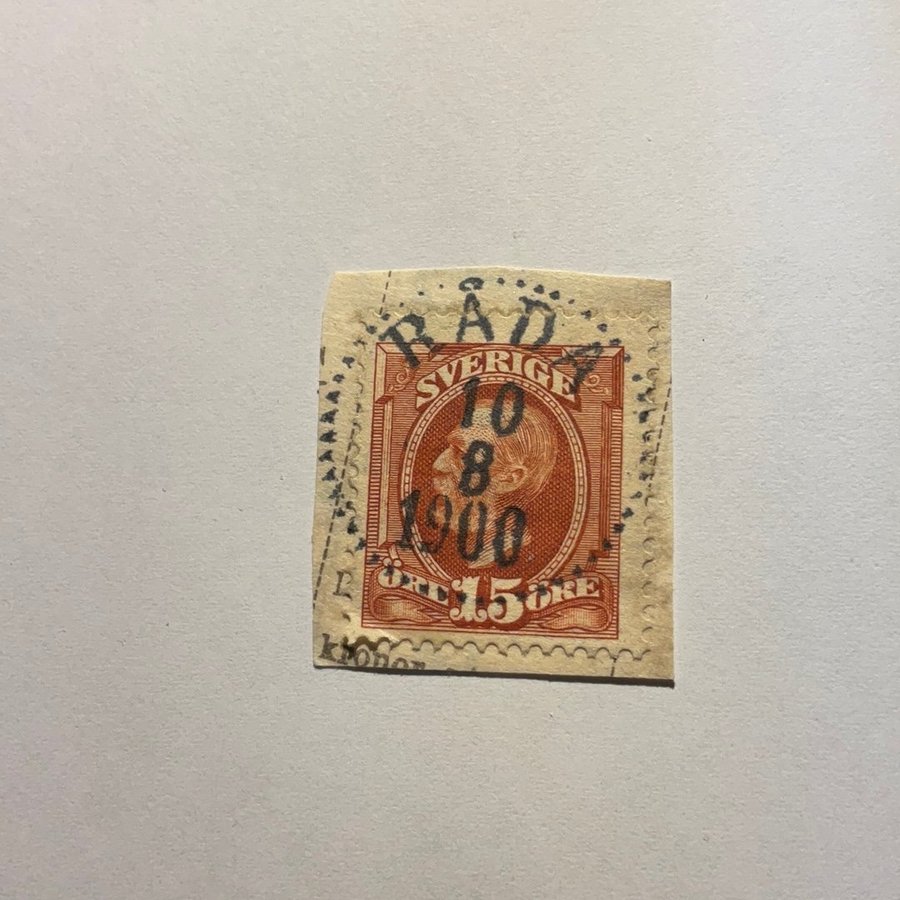 RÅDA
SVERIGE
10
8
1900
ÖRE 15 ÖRE
kronor